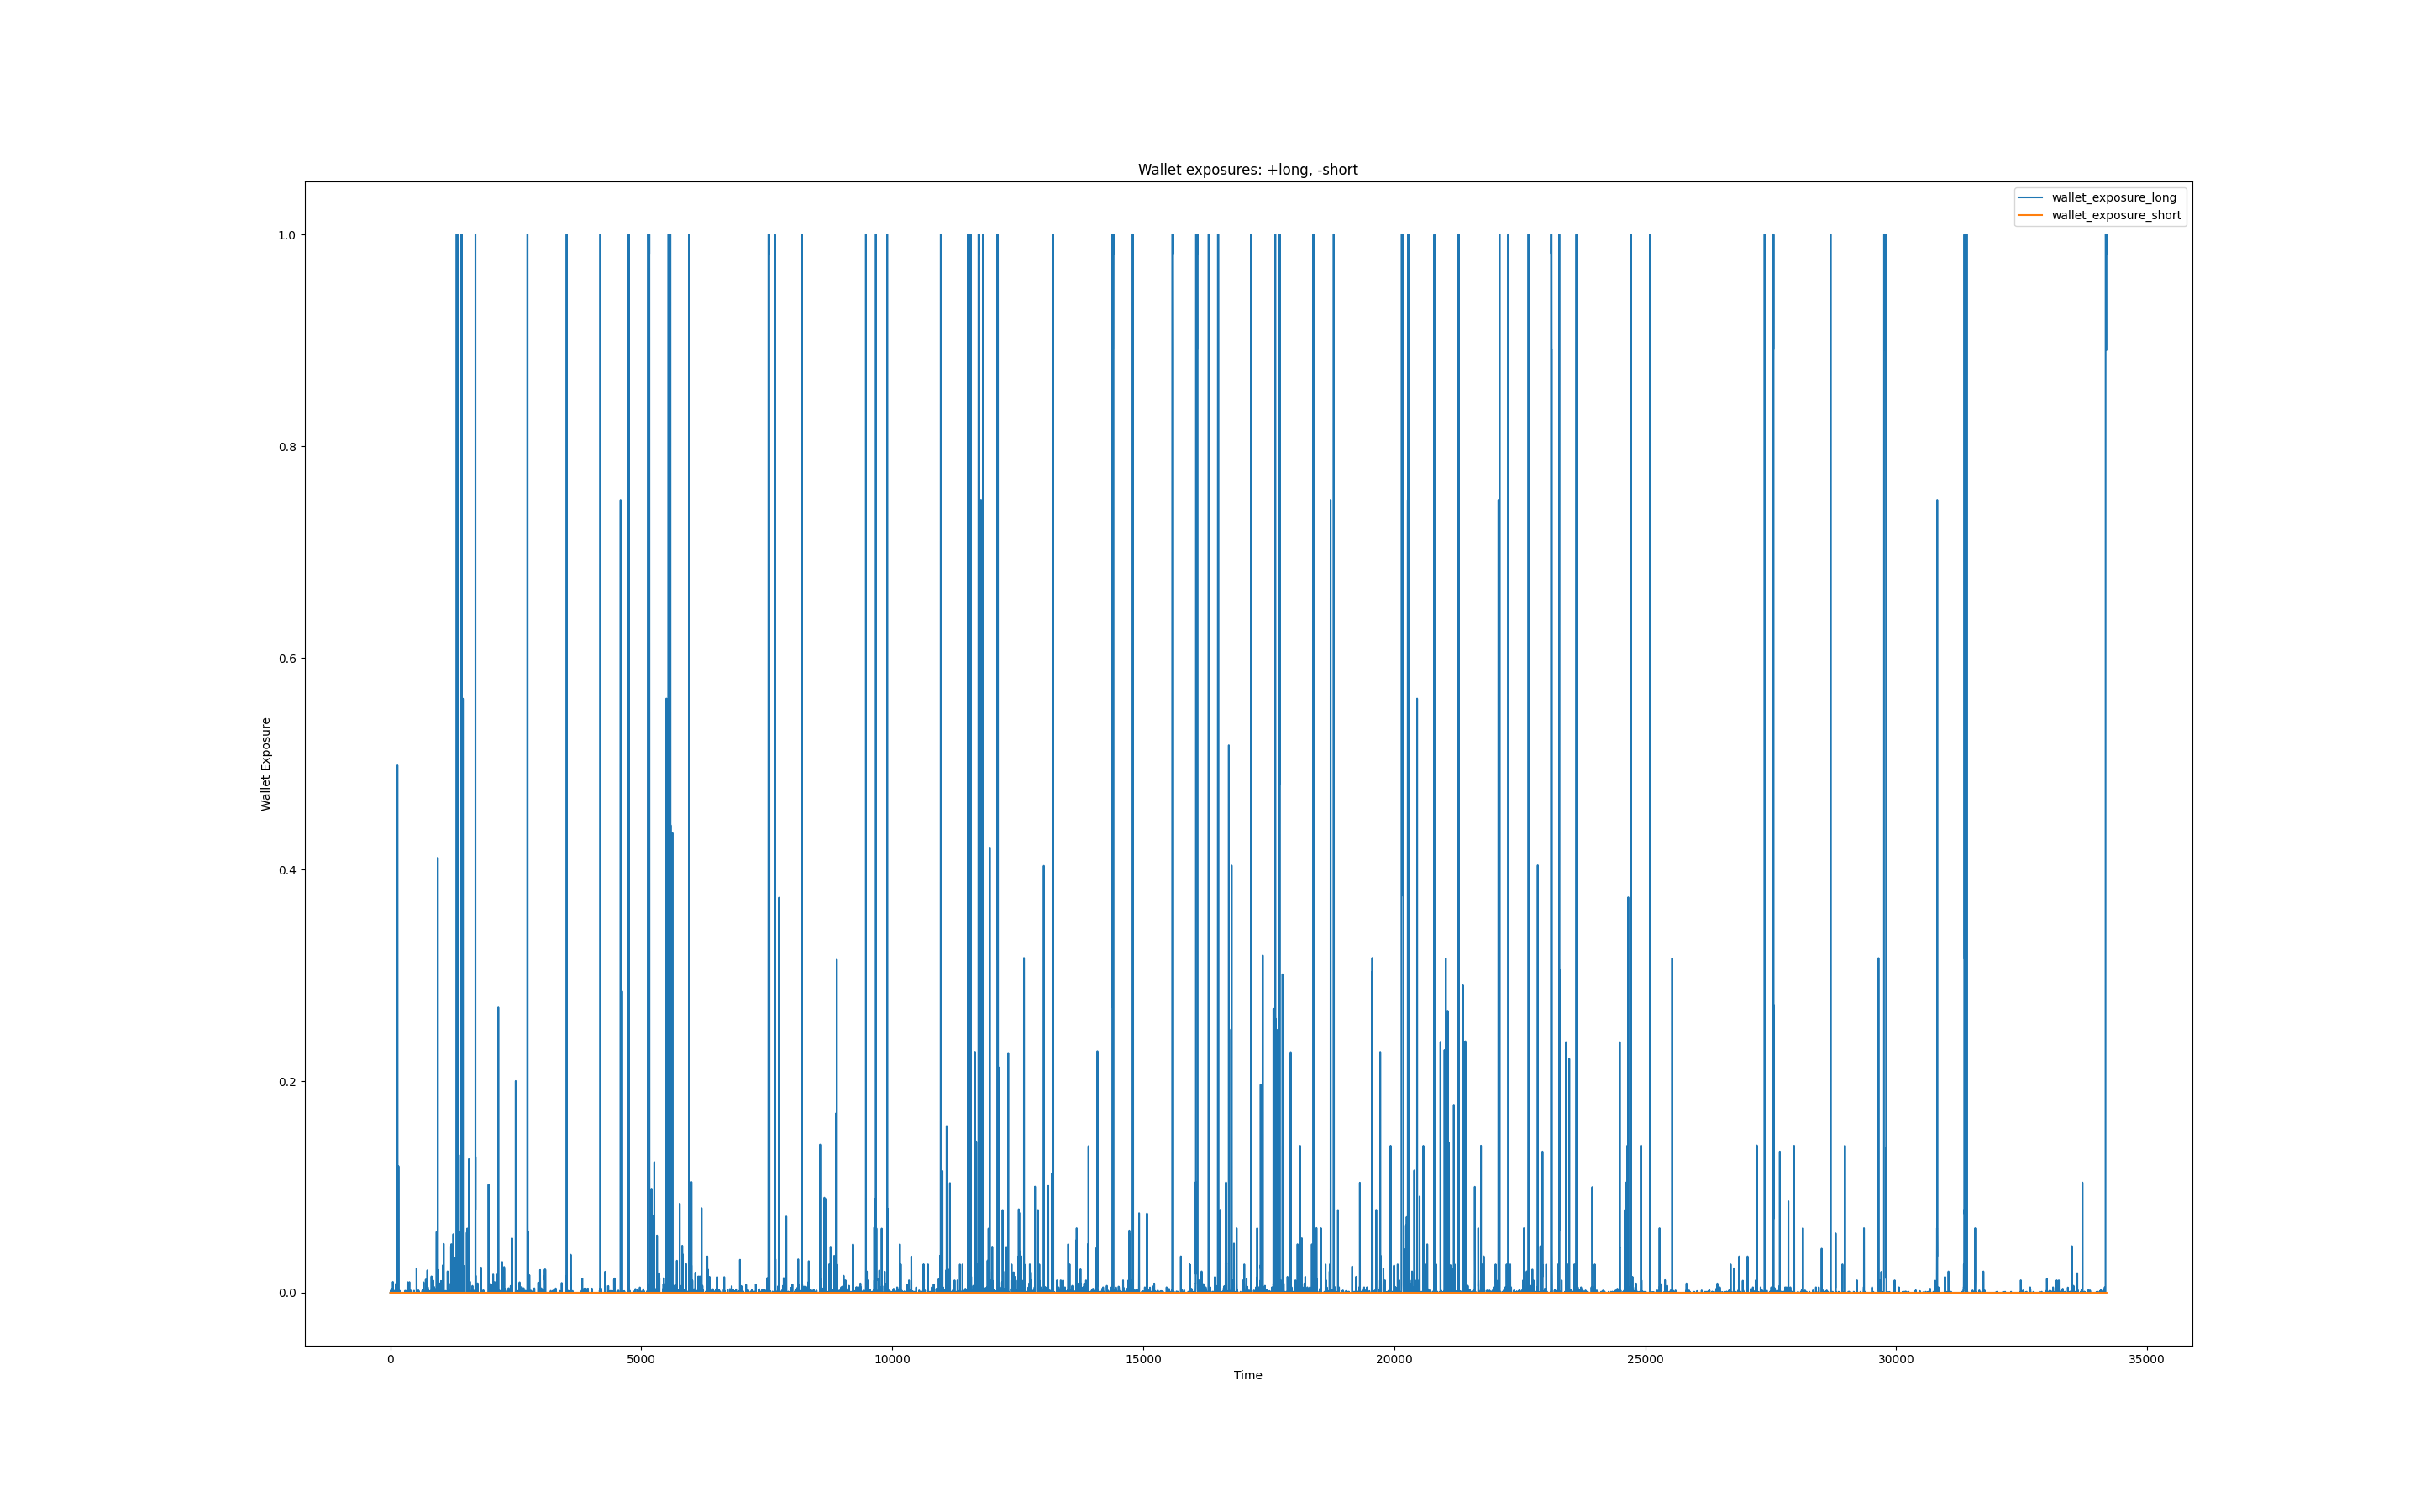 Wallet exposures: +long, -short
wallet_exposure_long
wallet_exposure_short
1.0
0.8
0.6
0.4
0.2
0.0
Wallet Exposure
0 5000 10000 15000 20000 25000 30000 35000
Time